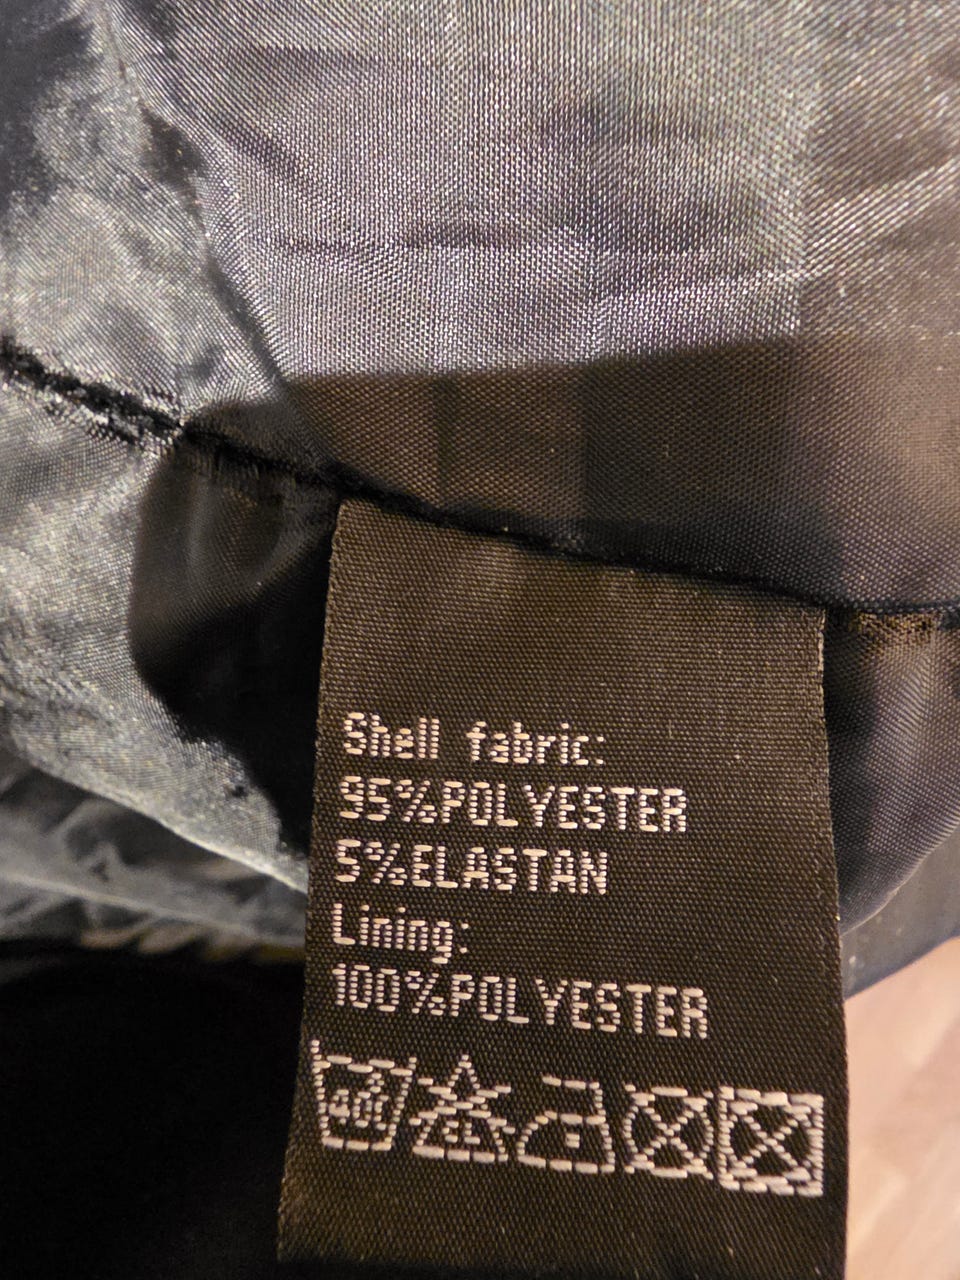 Shell fabric:
95%POLYESTER
5%ELASTAN
Lining:
100%POLYESTER